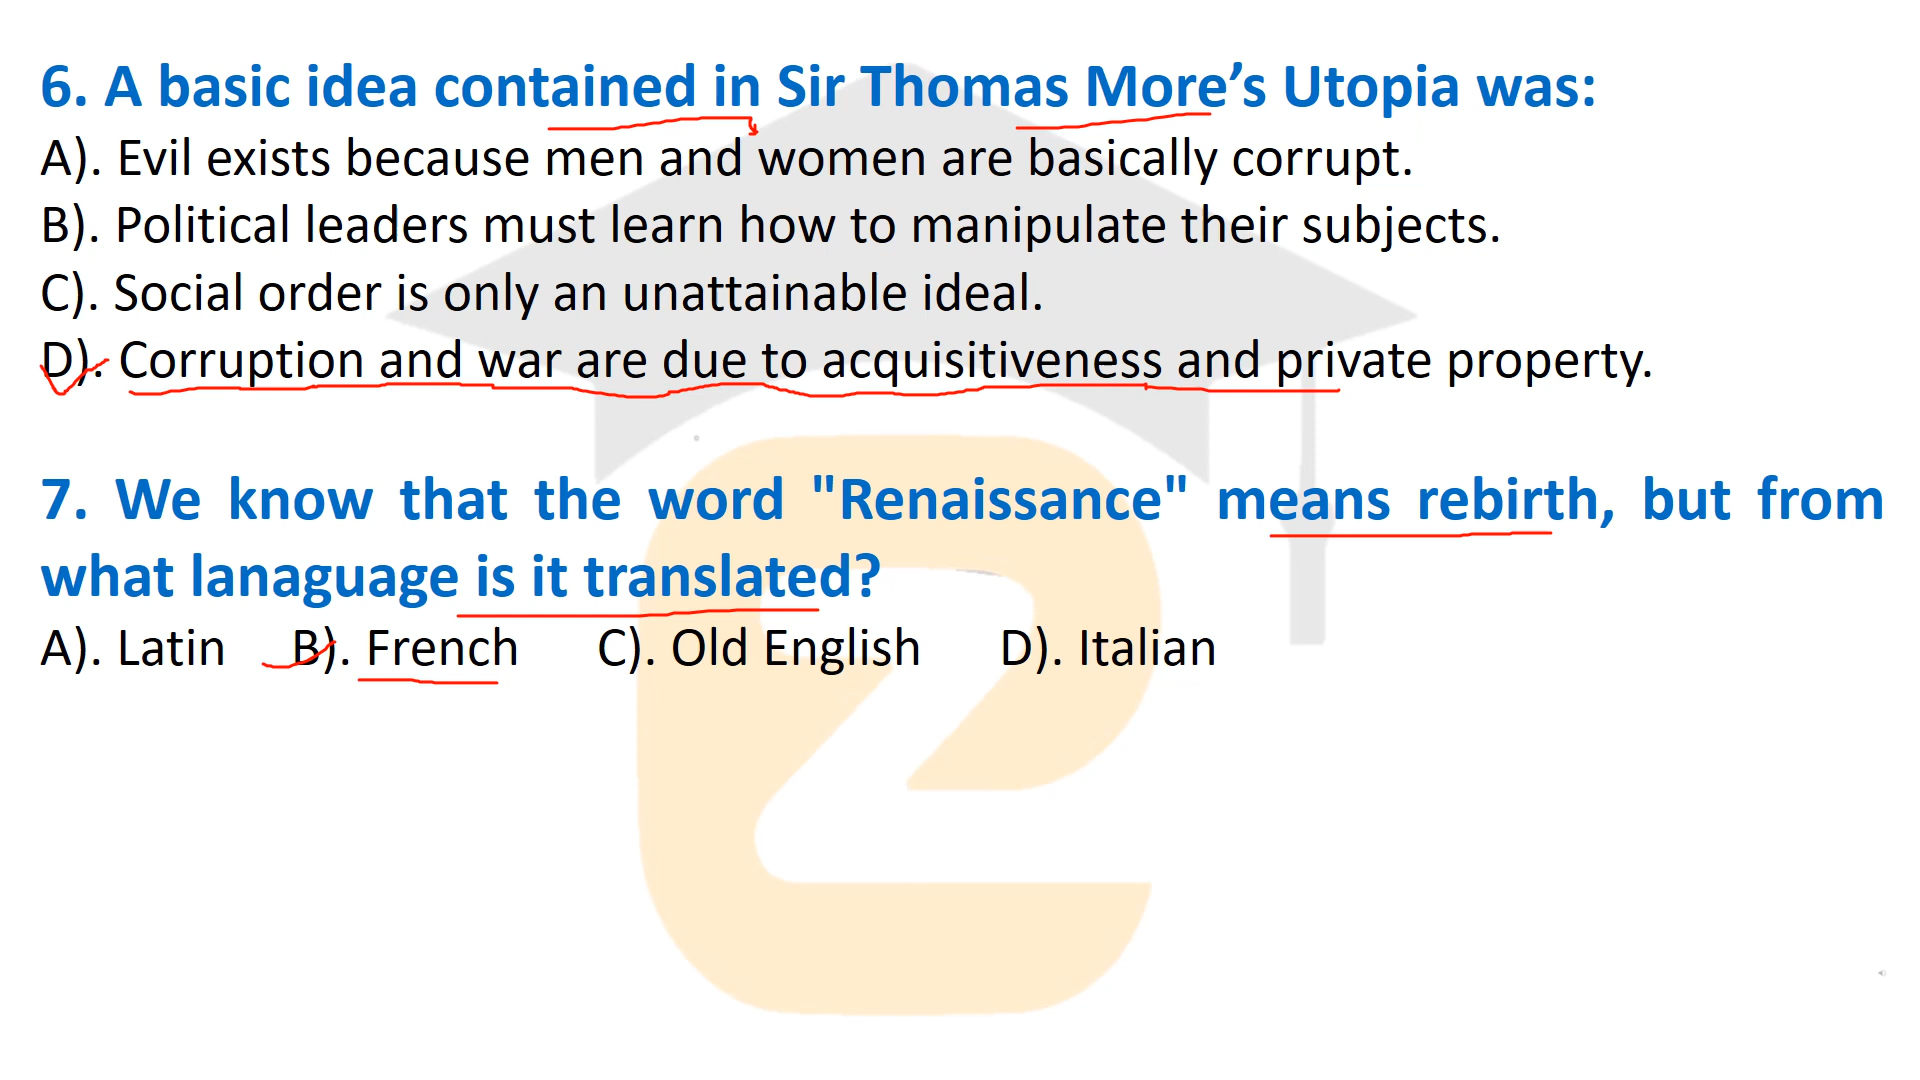 6. A basic idea contained in Sir Thomas More’s Utopia was:
A). Evil exists because men and women are basically corrupt.
B). Political leaders must learn how to manipulate their subjects.
C). Social order is only an unattainable ideal.
D). Corruption and war are due to acquisitiveness and private property.
7. We know that the word "Renaissance" means rebirth, but from
what lanaguage is it translated?
A). Latin B). French C). Old English D). Italian